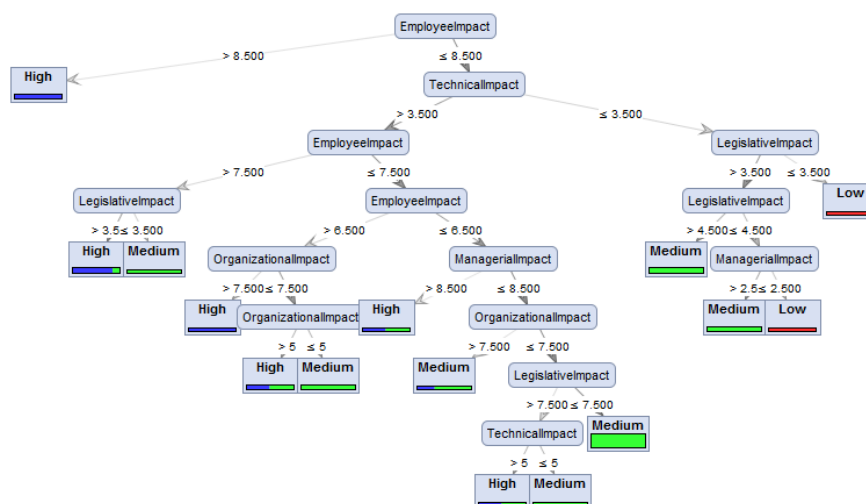 EmployeeImpact
> 8.500 ≤ 8.500
High TechnicalImpact
> 3.500 ≤ 3.500
EmployeeImpact LegislativeImpact
> 7.500 ≤ 7.500 > 3.500 ≤ 3.500
LegislativeImpact EmployeeImpact LegislativeImpact Low
> 3.5 ≤ 3.500 > 6.500 ≤ 6.500 > 4.500 ≤ 4.500
High Medium OrganizationalImpact ManagerialImpact Medium ManagerialImpact
> 7.500 ≤ 7.500 > 8.500 ≤ 8.500 > 2.5 ≤ 2.500
High OrganizationalImpact High OrganizationalImpact Medium Low
> 5 ≤ 5 > 7.500 ≤ 7.500
High Medium Medium LegislativeImpact
> 7.500 ≤ 7.500
TechnicalImpact Medium
> 5 ≤ 5
High Medium